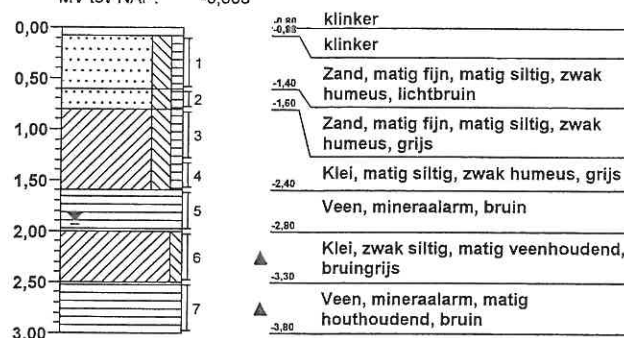 0,00
0,50
1,00
1,50
2,00
2,50
3,00
1
2
3
4
5
6
7
-0,80
klinker
klinker
-1,40
Zand, matig fijn, matig siltig, zwak
humeus, lichtbruin
-1,60
Zand, matig fijn, matig siltig, zwak
humeus, grijs
Klei, matig siltig, zwak humeus, grijs
-2,40
Veen, mineraalarm, bruin
-2,80
Klei, zwak siltig, matig veenhoudend,
bruingrijs
-3,30
Veen, mineraalarm, matig
houthoudend, bruin
-3,80